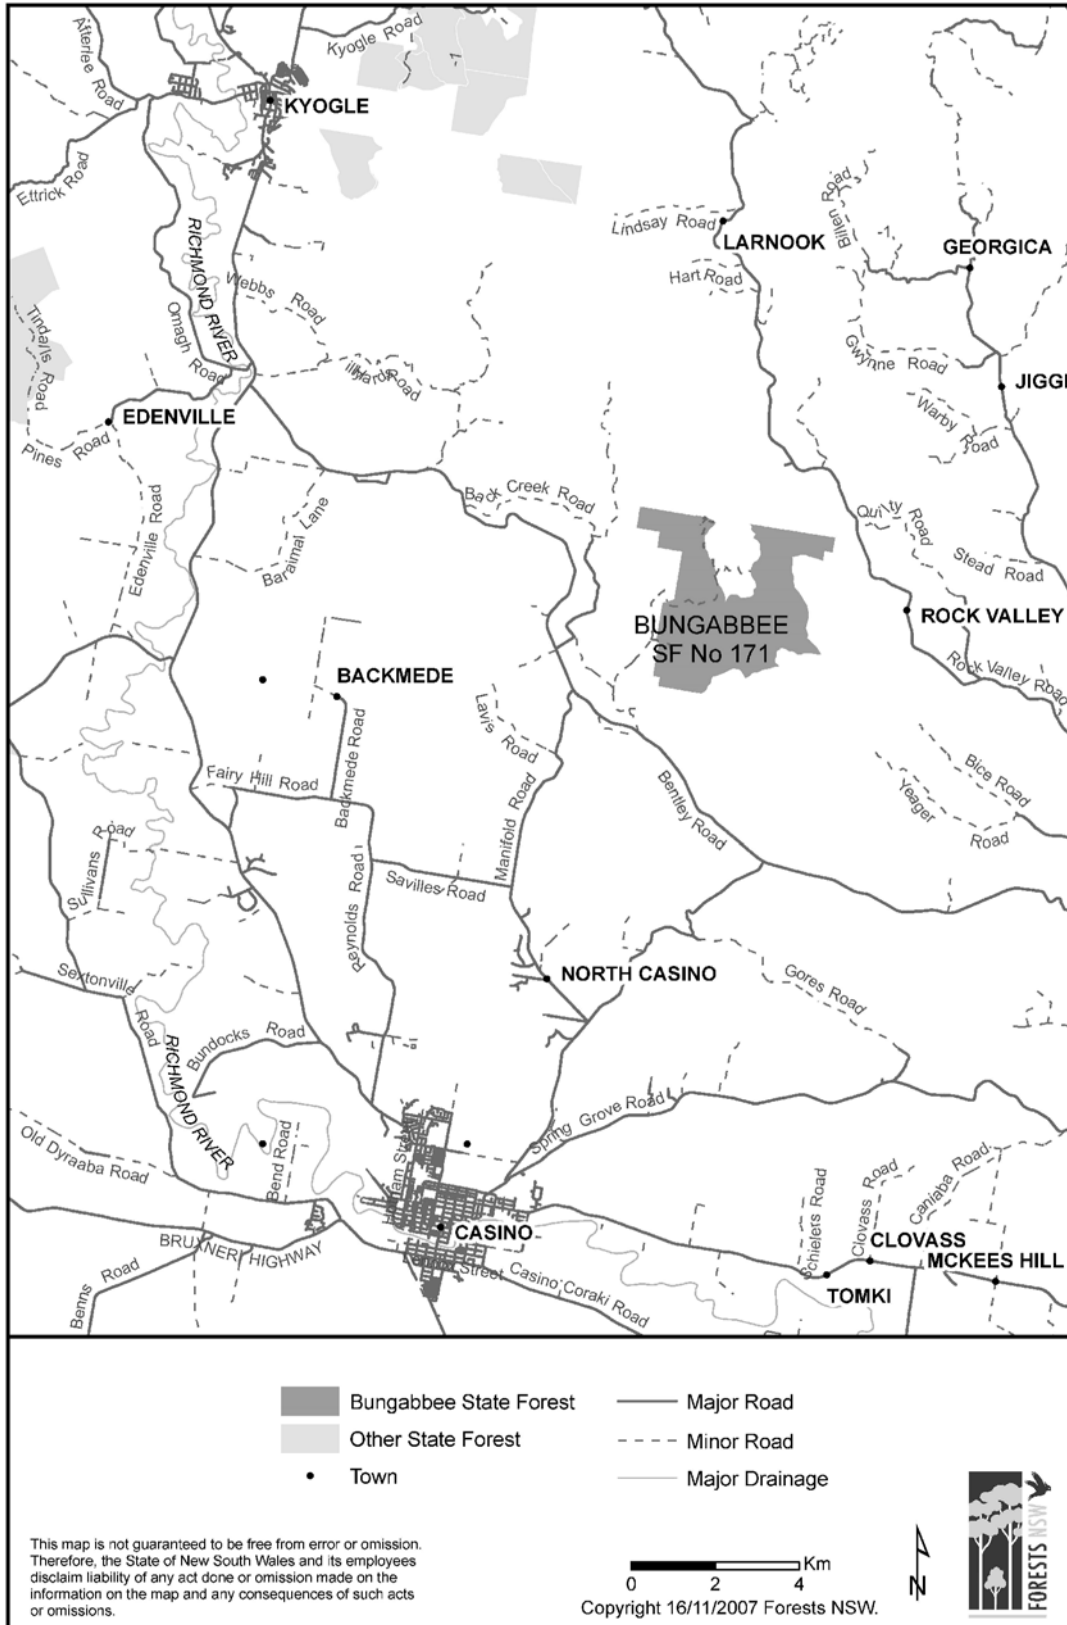 Kyogle Road
-1
Afterlee Road
KYOGLE
Ettrick Road
RICHMOND RIVER
Lindsay Road
LARNOOK
Billen Road
-1
GEORGICA
Hart Road
Webbs Road
Omagh Road
Tindalls Road
Gwynne Road
JIGGI
Warby Road
EDENVILLE
Pines Road
Back Creek Road
Edenville Road
Baraimal Lane
Quilty Road
Stead Road
BUNGABBEE
SF No 171
ROCK VALLEY
Rock Valley Road
BACKMEDE
Lavis Road
Backmede Road
Fairy Hill Road
Manifold Road
Bentley Road
Bice Road
Yeager Road
Sullivans Road
Reynolds Road
Savilles Road
NORTH CASINO
Gores Road
Sextonville Road
Bundocks Road
RICHMOND RIVER
Spring Grove Road
Old Dyraaba Road
Bend Road
Schielers Road
Clovass Road
Caniaba Road
CASINO
CLOVASS
MCKEES HILL
TOMKI
BRUXNER HIGHWAY
Benns Road
Street
Casino Coraki Road
Bungabbee State Forest
Other State Forest
Town
Major Road
Minor Road
Major Drainage
This map is not guaranteed to be free from error or omission.
Therefore, the State of New South Wales and its employees
disclaim liability of any act done or omission made on the
information on the map and any consequences of such acts
or omissions.
Km
0 2 4
Copyright 16/11/2007 Forests NSW.
N
FORESTS NSW